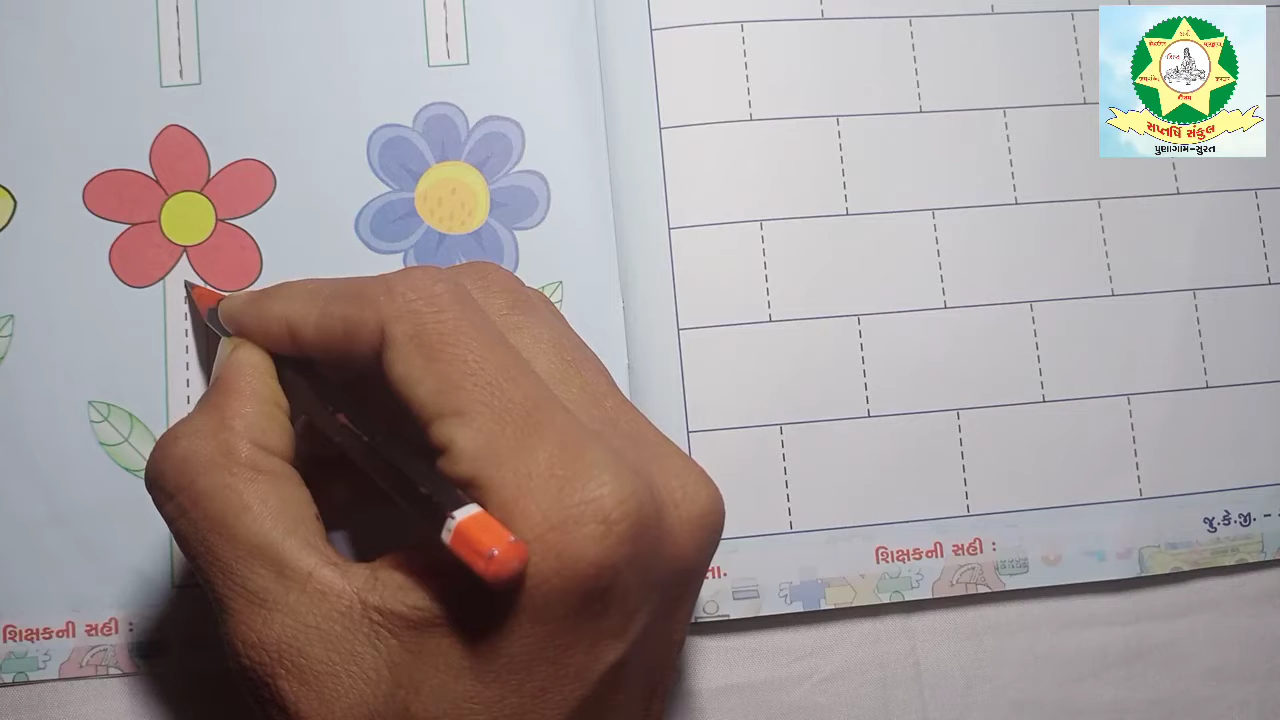 સપ્તર્ષિ સંકુલ
પુણાગામ-સુરત
જુ.કે.જી. -
શિક્ષકની સહી :
તા.
શિક્ષકની સહી :